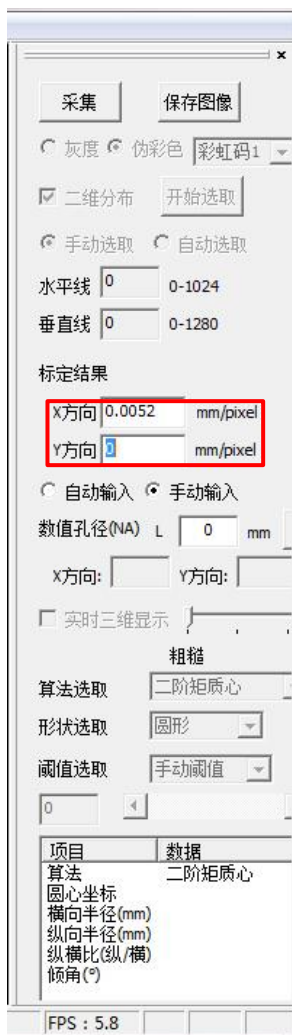 ×
采集 保存图像
灰度 伪彩色 彩虹码1
二维分布 开始选取
手动选取 自动选取
水平线 0 0-1024
垂直线 0 0-1280
标定结果
X方向 0.0052 mm/pixel
Y方向 0 mm/pixel
自动输入 手动输入
数值孔径(NA) L 0 mm
X方向: Y方向:
实时三维显示
粗糙
算法选取 二阶矩质心
形状选取 圆形
阈值选取 手动阈值
0
项目 数据
算法 二阶矩质心
圆心坐标
横向半径(mm)
纵向半径(mm)
纵横比(纵/横)
倾角(°)
FPS : 5.8